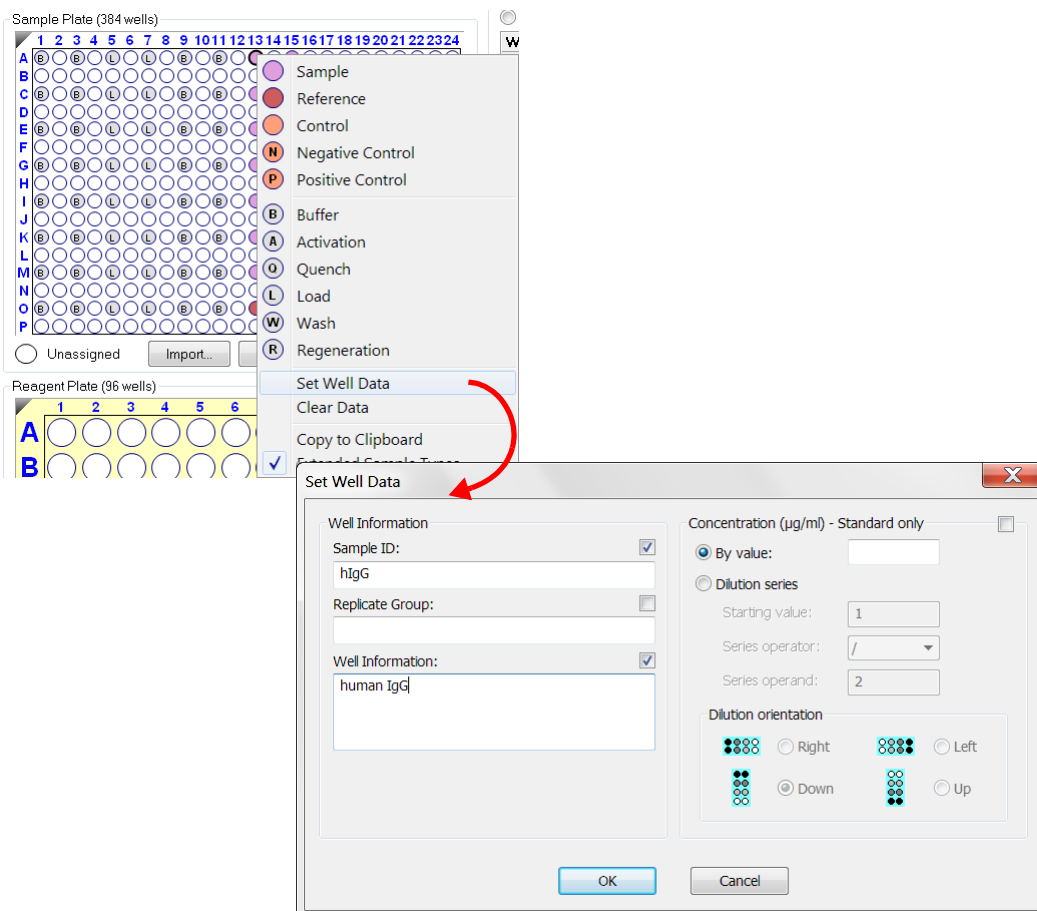 Sample Plate (384 wells)
1 2 3 4 5 6 7 8 9 10 11 12 13 14 15 16 17 18 19 20 21 22 23 24
W
A B B L L B B
B
C B B L L B B
D
E B B L L B B
F
G B B L L B B
H
I B B L L B B
J
K B B L L B B
L
M B B L L B B
N
O B B L L B B
P
Unassigned
Import...
Sample
Reference
Control
N Negative Control
P Positive Control
B Buffer
A Activation
Q Quench
L Load
W Wash
R Regeneration
Set Well Data
Clear Data
Copy to Clipboard
Extended Sample Types
Reagent Plate (96 wells)
1 2 3 4 5 6
A
B
Set Well Data
X
Well Information
Sample ID:
hIgG
Replicate Group:
Well Information:
human IgG
Concentration (µg/ml) - Standard only
By value:
Dilution series
Starting value: 1
Series operator: /
Series operand: 2
Dilution orientation
Right Left
Down Up
OK Cancel